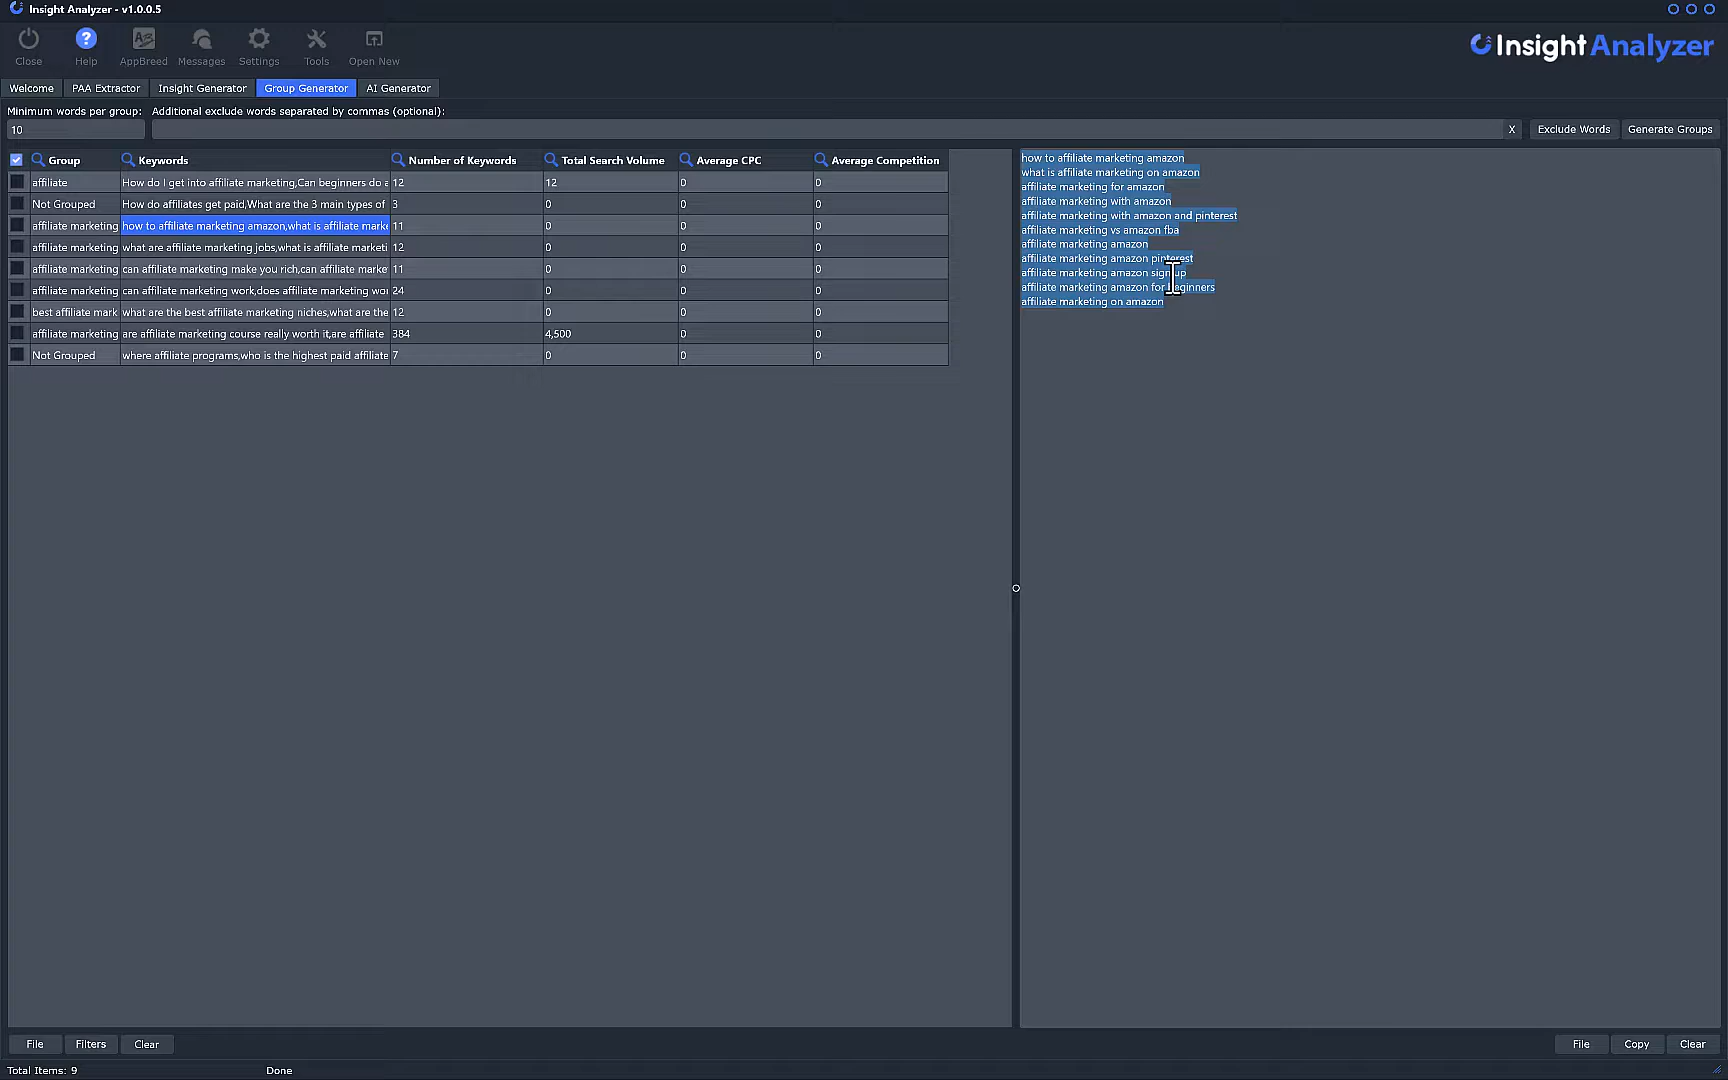 Insight Analyzer - v1.0.0.5
Close Help AppBreed Messages Settings Tools Open New
Insight Analyzer
Welcome PAA Extractor Insight Generator Group Generator AI Generator
Minimum words per group: Additional exclude words separated by commas (optional):
10 X Exclude Words Generate Groups
Group Keywords Number of Keywords Total Search Volume Average CPC Average Competition
affiliate How do I get into affiliate marketing,Can beginners do 12 12 0 0
Not Grouped How do affiliates get paid,What are the 3 main types of 3 0 0 0
affiliate marketing how to affiliate marketing amazon,what is affiliate mark 11 0 0 0
affiliate marketing what are affiliate marketing jobs,what is affiliate marketi 12 0 0 0
affiliate marketing can affiliate marketing make you rich,can affiliate marke 11 0 0 0
affiliate marketing can affiliate marketing work,does affiliate marketing wo 24 0 0 0
best affiliate mark what are the best affiliate marketing niches,what are the 12 0 0 0
affiliate marketing are affiliate marketing course really worth it,are affiliate 384 4,500 0 0
Not Grouped where affiliate programs,who is the highest paid affiliate 7 0 0 0
how to affiliate marketing amazon
what is affiliate marketing on amazon
affiliate marketing for amazon
affiliate marketing with amazon
affiliate marketing with amazon and pinterest
affiliate marketing vs amazon fba
affiliate marketing amazon
affiliate marketing amazon pinterest
affiliate marketing amazon sign up
affiliate marketing amazon for beginners
affiliate marketing on amazon
File Filters Clear File Copy Clear
Total Items: 9 Done